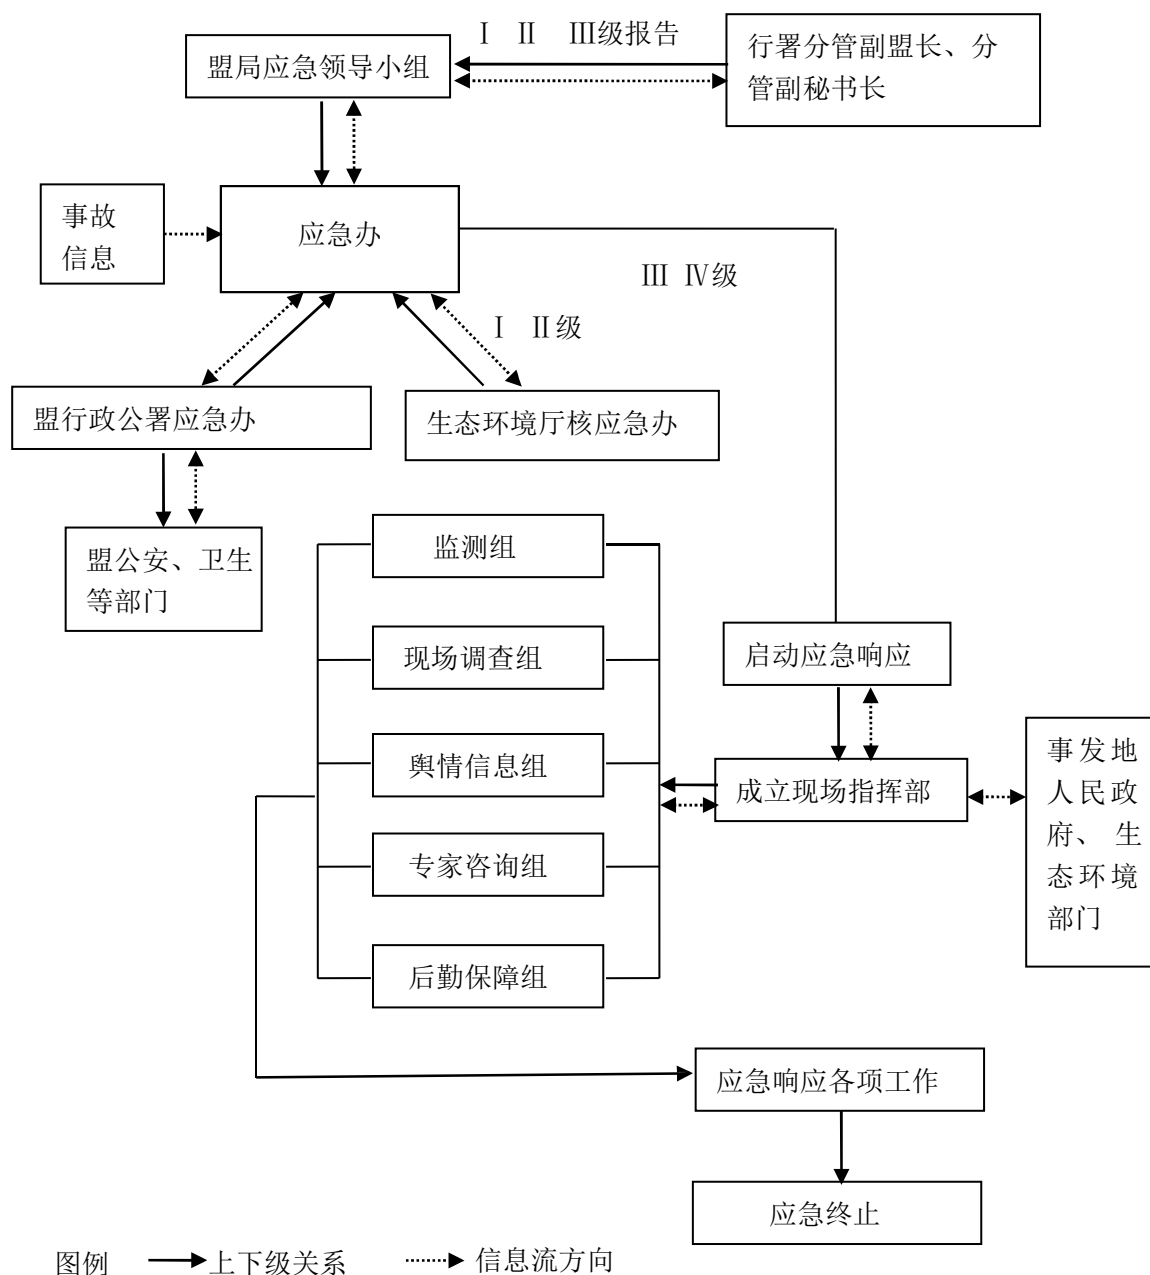 Ⅰ Ⅱ Ⅲ级报告
盟局应急领导小组
行署分管副盟长、分
管副秘书长
事故
信息
应急办
Ⅲ Ⅳ级
Ⅰ Ⅱ级
盟行政公署应急办
生态环境厅核应急办
盟公安、卫生
等部门
监测组
现场调查组
舆情信息组
专家咨询组
后勤保障组
启动应急响应
成立现场指挥部
事发地
人民政
府、生
态环境
部门
应急响应各项工作
应急终止
图例
上下级关系
信息流方向